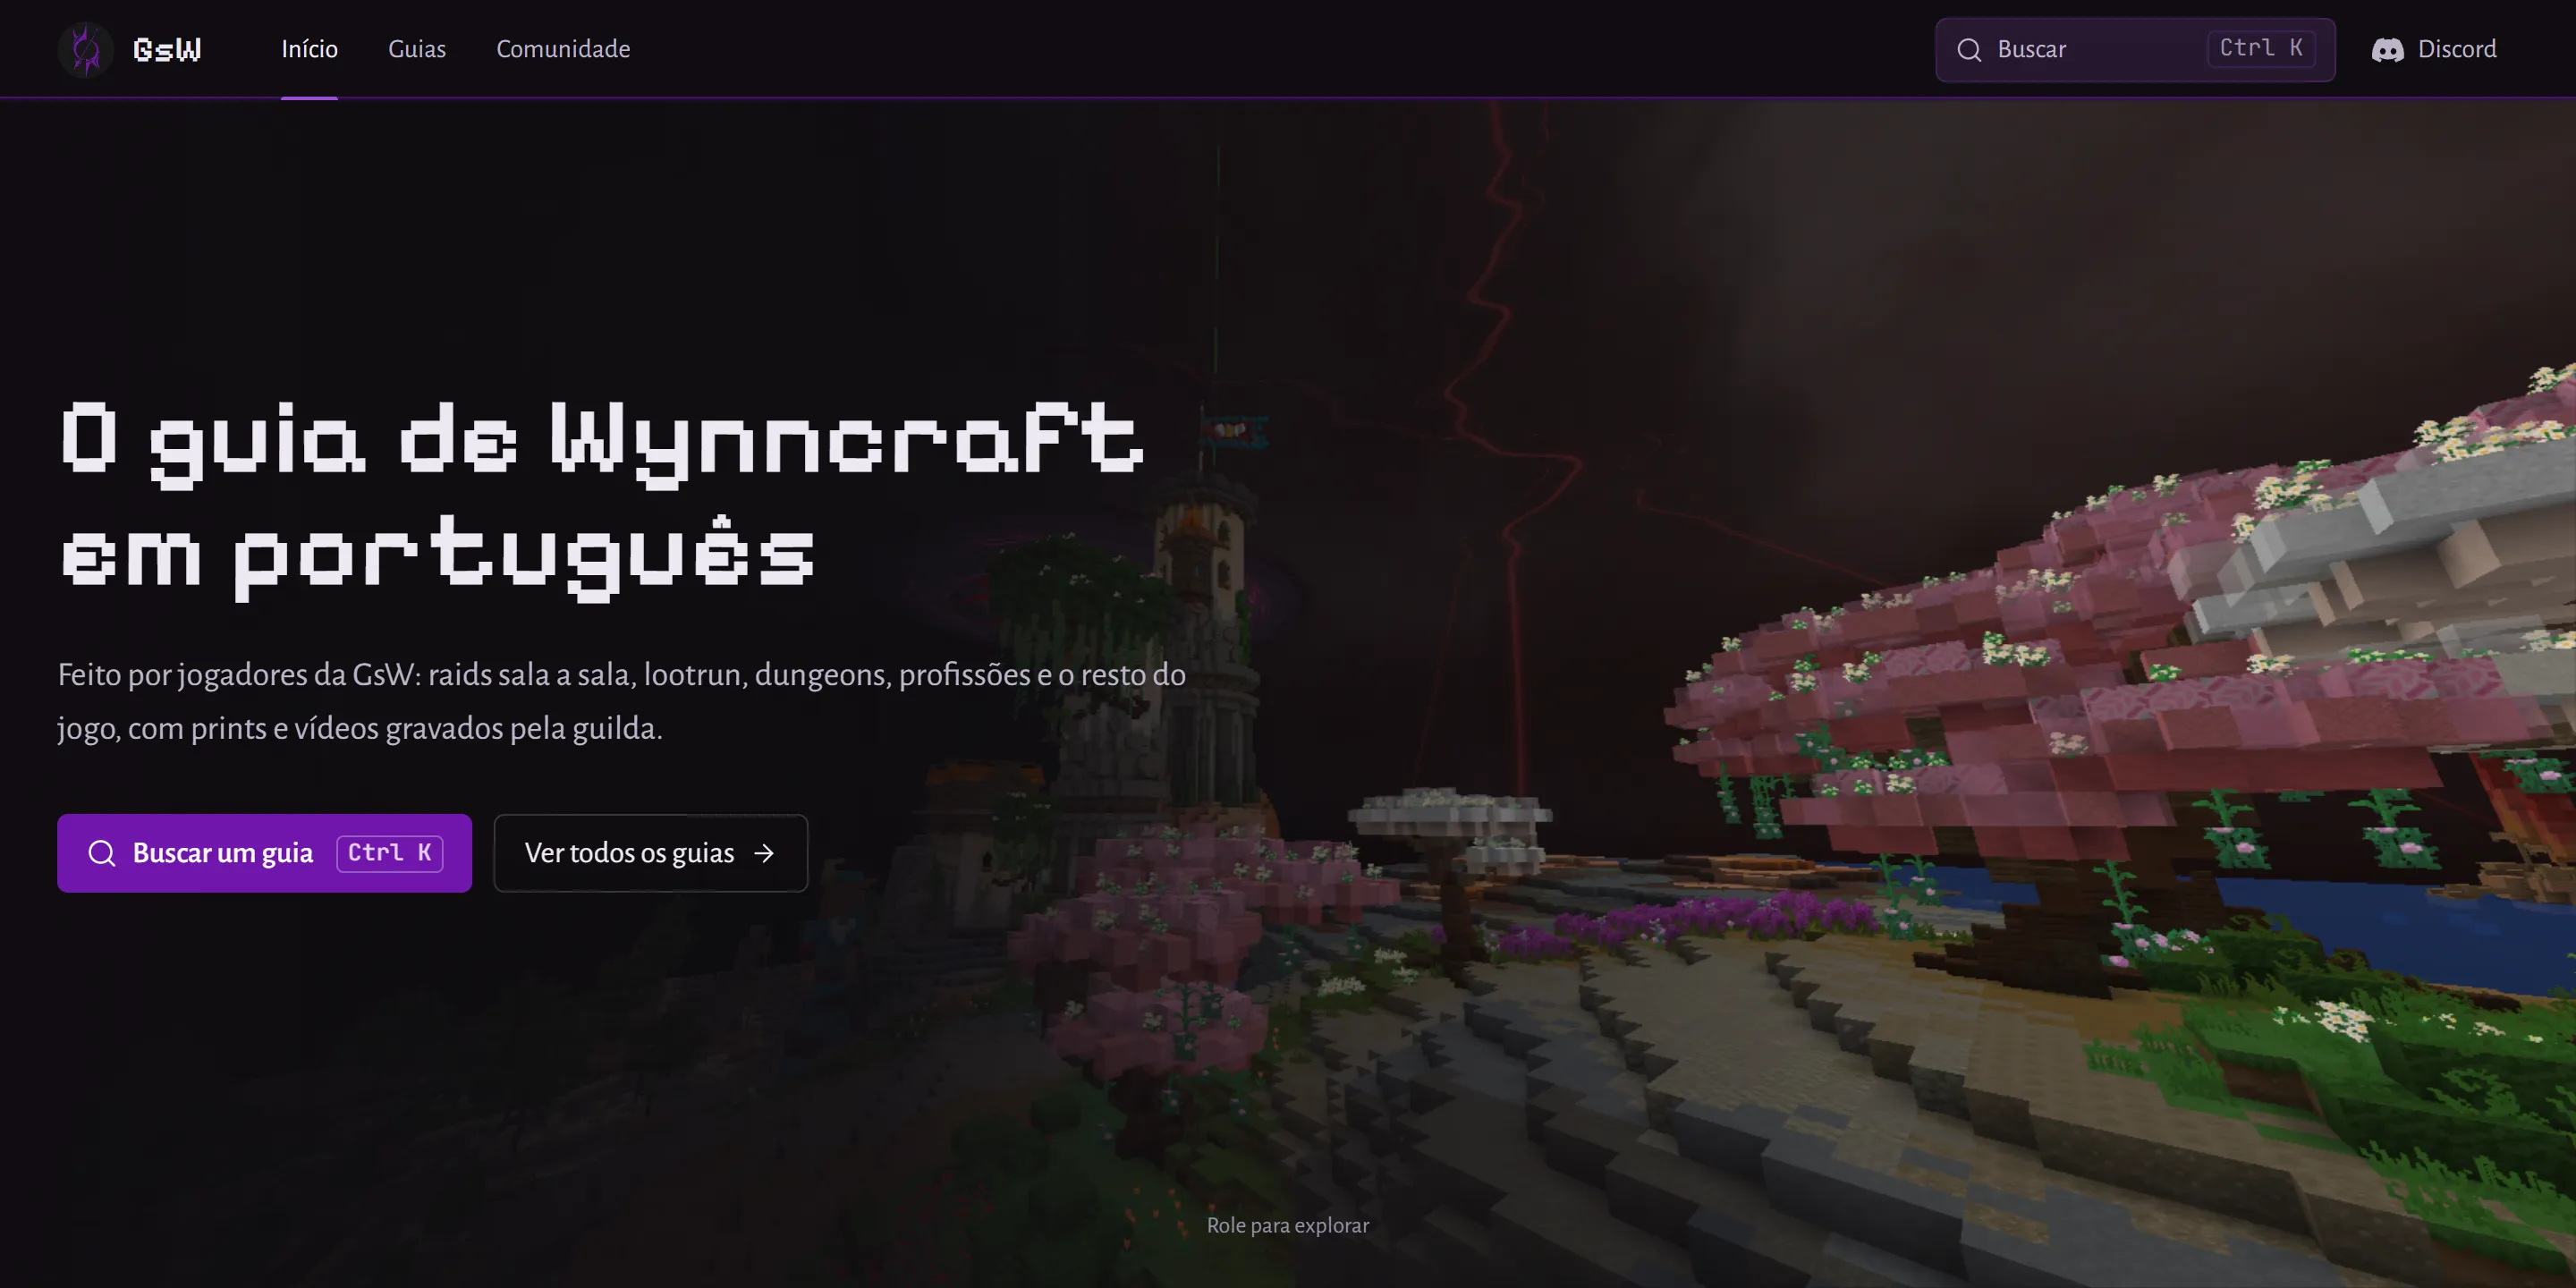 GsW
Início
Guias
Comunidade
Buscar
Ctrl K
Discord
O guia de Wynncraft
em português
Feito por jogadores da GsW: raids sala a sala, lootrun, dungeons, profissões e o resto do
jogo, com prints e vídeos gravados pela guilda.
Buscar um guia
Ctrl K
Ver todos os guias →
Role para explorar